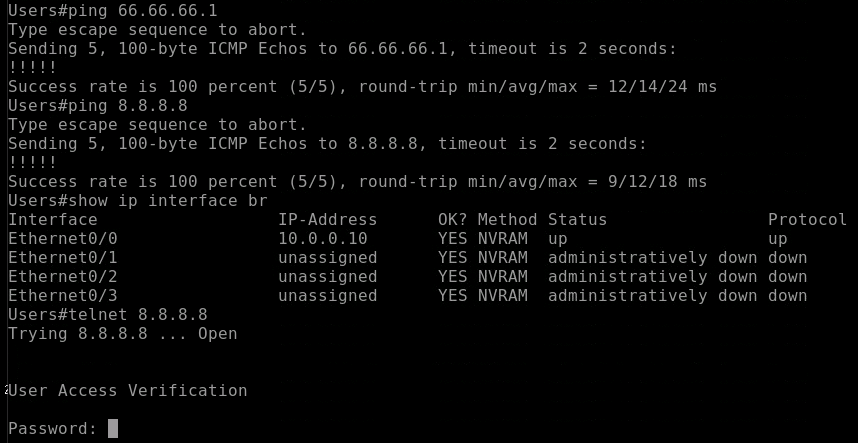 Users#ping 66.66.66.1
Type escape sequence to abort.
Sending 5, 100-byte ICMP Echos to 66.66.66.1, timeout is 2 seconds:
!!!!!
Success rate is 100 percent (5/5), round-trip min/avg/max = 12/14/24 ms
Users#ping 8.8.8.8
Type escape sequence to abort.
Sending 5, 100-byte ICMP Echos to 8.8.8.8, timeout is 2 seconds:
!!!!!
Success rate is 100 percent (5/5), round-trip min/avg/max = 9/12/18 ms
Users#show ip interface br
Interface                  IP-Address      OK? Method Status                Protocol
Ethernet0/0                10.0.0.10       YES NVRAM  up                    up
Ethernet0/1                unassigned      YES NVRAM  administratively down down
Ethernet0/2                unassigned      YES NVRAM  administratively down down
Ethernet0/3                unassigned      YES NVRAM  administratively down down
Users#telnet 8.8.8.8
Trying 8.8.8.8 ... Open
User Access Verification
Password: